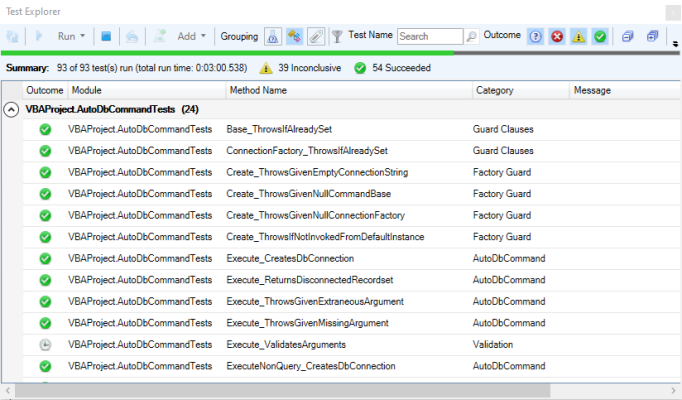 Test Explorer
Run Add Grouping Test Name Search Outcome
Summary: 93 of 93 test(s) run (total run time: 0:03:00.538) 39 Inconclusive 54 Succeeded
Outcome Module Method Name Category Message
VBAProject.AutoDbCommandTests (24)
VBAProject.AutoDbCommandTests Base_ThrowsIfAlreadySet Guard Clauses
VBAProject.AutoDbCommandTests ConnectionFactory_ThrowsIfAlreadySet Guard Clauses
VBAProject.AutoDbCommandTests Create_ThrowsGivenEmptyConnectionString Factory Guard
VBAProject.AutoDbCommandTests Create_ThrowsGivenNullCommandBase Factory Guard
VBAProject.AutoDbCommandTests Create_ThrowsGivenNullConnectionFactory Factory Guard
VBAProject.AutoDbCommandTests Create_ThrowsIfNotInvokedFromDefaultInstance Factory Guard
VBAProject.AutoDbCommandTests Execute_CreatesDbConnection AutoDbCommand
VBAProject.AutoDbCommandTests Execute_ReturnsDisconnectedRecordset AutoDbCommand
VBAProject.AutoDbCommandTests Execute_ThrowsGivenExtraneousArgument AutoDbCommand
VBAProject.AutoDbCommandTests Execute_ThrowsGivenMissingArgument AutoDbCommand
VBAProject.AutoDbCommandTests Execute_ValidatesArguments Validation
VBAProject.AutoDbCommandTests ExecuteNonQuery_CreatesDbConnection AutoDbCommand